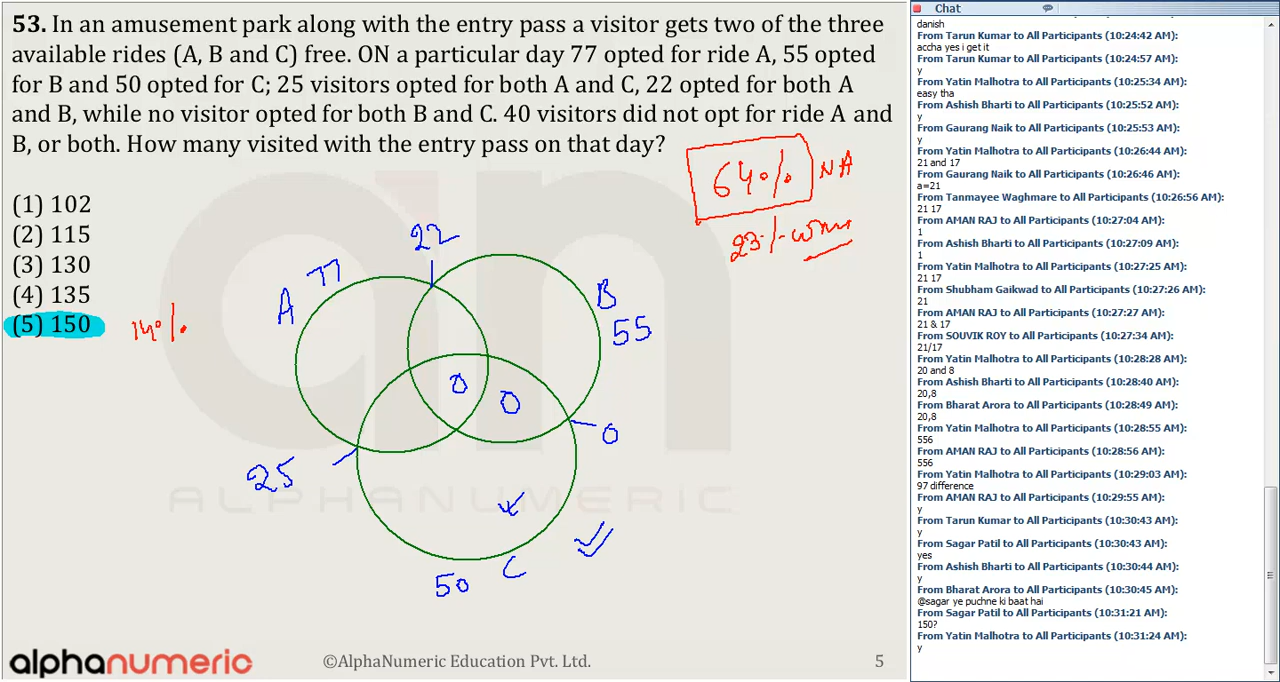 53. In an amusement park along with the entry pass a visitor gets two of the three
available rides (A, B and C) free. ON a particular day 77 opted for ride A, 55 opted
for B and 50 opted for C; 25 visitors opted for both A and C, 22 opted for both A
and B, while no visitor opted for both B and C. 40 visitors did not opt for ride A and
B, or both. How many visited with the entry pass on that day?
64% NA
23%
(1) 102
(2) 115
(3) 130
(4) 135
(5) 150
14%
22
77
A
B
55
0
0
0
25
C
50
ALPHANUMERIC
alphanumeric
©AlphaNumeric Education Pvt. Ltd.
5
Chat
danish
From Tarun Kumar to All Participants (10:24:42 AM):
accha yes i get it
From Tarun Kumar to All Participants (10:24:57 AM):
y
From Yatin Malhotra to All Participants (10:25:34 AM):
easy tha
From Ashish Bharti to All Participants (10:25:52 AM):
y
From Gaurang Naik to All Participants (10:25:53 AM):
y
From Yatin Malhotra to All Participants (10:26:44 AM):
21 and 17
From Gaurang Naik to All Participants (10:26:46 AM):
a=21
From Tanmayee Waghmare to All Participants (10:26:56 AM):
21 17
From AMAN RAJ to All Participants (10:27:04 AM):
1
From Ashish Bharti to All Participants (10:27:09 AM):
1
From Yatin Malhotra to All Participants (10:27:25 AM):
21 17
From Shubham Gaikwad to All Participants (10:27:26 AM):
21
From AMAN RAJ to All Participants (10:27:27 AM):
21 & 17
From SOUVIK ROY to All Participants (10:27:34 AM):
21/17
From Yatin Malhotra to All Participants (10:28:28 AM):
20 and 8
From Ashish Bharti to All Participants (10:28:40 AM):
20,8
From Bharat Arora to All Participants (10:28:49 AM):
20,8
From Yatin Malhotra to All Participants (10:28:55 AM):
556
From AMAN RAJ to All Participants (10:28:56 AM):
556
From Yatin Malhotra to All Participants (10:29:03 AM):
97 difference
From AMAN RAJ to All Participants (10:29:55 AM):
y
From Tarun Kumar to All Participants (10:30:43 AM):
y
From Sagar Patil to All Participants (10:30:43 AM):
yes
From Ashish Bharti to All Participants (10:30:44 AM):
y
From Bharat Arora to All Participants (10:30:45 AM):
@sagar ye puchne ki baat hai
From Sagar Patil to All Participants (10:31:21 AM):
150?
From Yatin Malhotra to All Participants (10:31:24 AM):
y